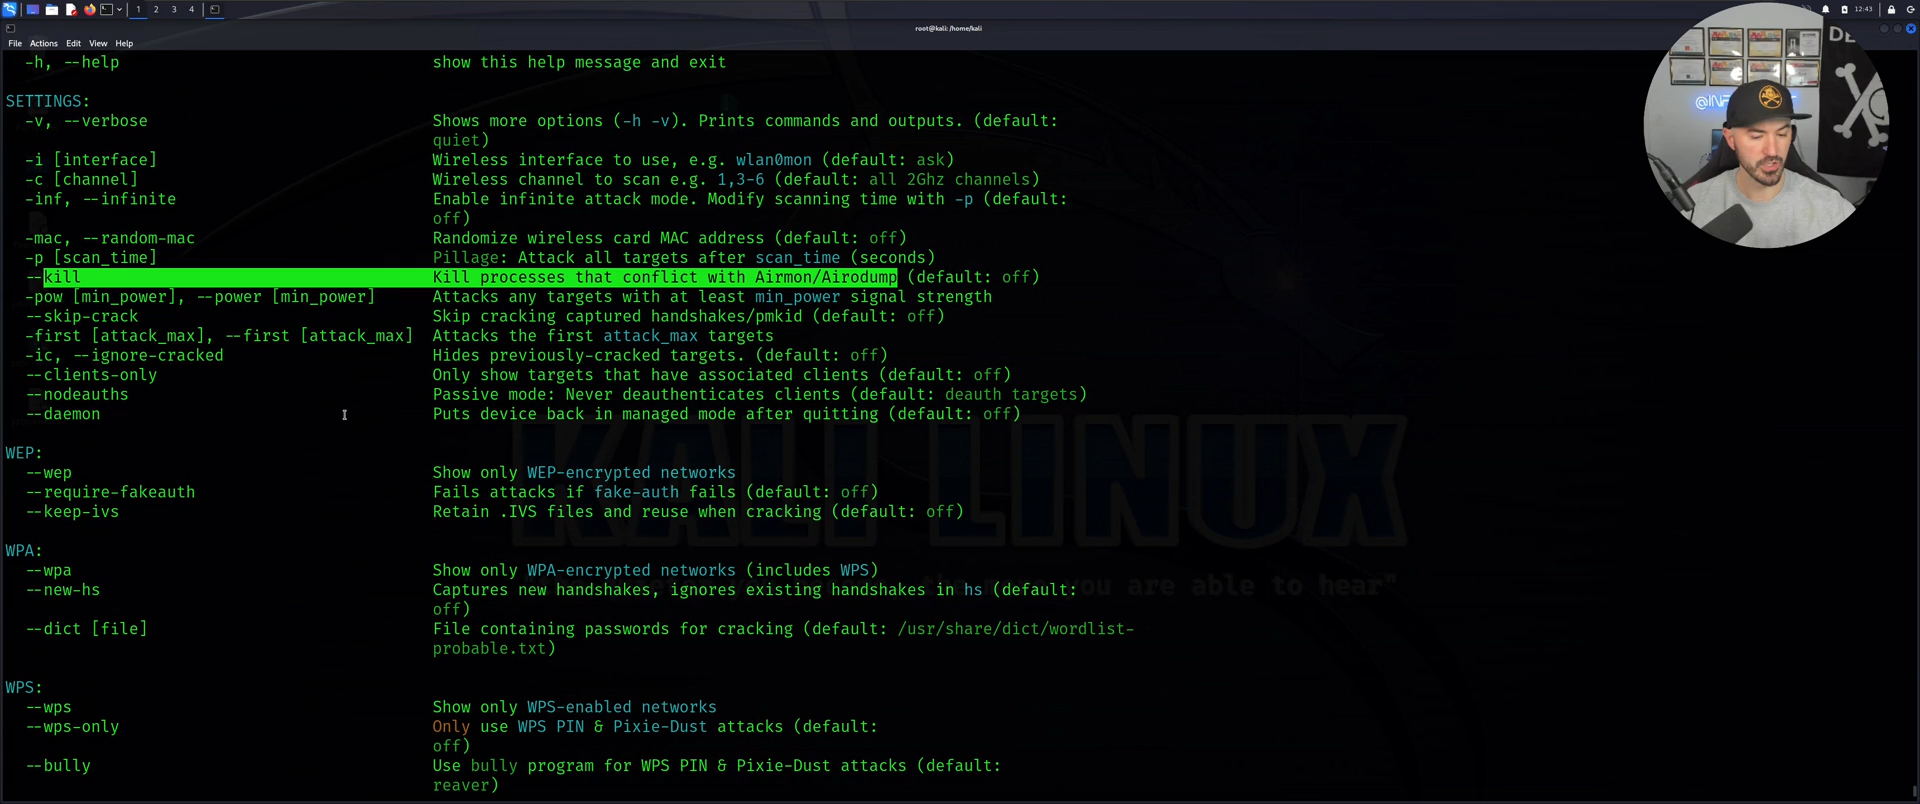 1 2 3 4
12:43
root@kali: /home/kali
File Actions Edit View Help
-h, --help show this help message and exit
SETTINGS:
-v, --verbose Shows more options (-h -v). Prints commands and outputs. (default:
quiet)
-i [interface] Wireless interface to use, e.g. wlan0mon (default: ask)
-c [channel] Wireless channel to scan e.g. 1,3-6 (default: all 2Ghz channels)
-inf, --infinite Enable infinite attack mode. Modify scanning time with -p (default:
off)
-mac, --random-mac Randomize wireless card MAC address (default: off)
-p [scan_time] Pillage: Attack all targets after scan_time (seconds)
--kill Kill processes that conflict with Airmon/Airodump (default: off)
-pow [min_power], --power [min_power] Attacks any targets with at least min_power signal strength
--skip-crack Skip cracking captured handshakes/pmkid (default: off)
-first [attack_max], --first [attack_max] Attacks the first attack_max targets
-ic, --ignore-cracked Hides previously-cracked targets. (default: off)
--clients-only Only show targets that have associated clients (default: off)
--nodeauths Passive mode: Never deauthenticates clients (default: deauth targets)
--daemon Puts device back in managed mode after quitting (default: off)
WEP:
--wep Show only WEP-encrypted networks
--require-fakeauth Fails attacks if fake-auth fails (default: off)
--keep-ivs Retain .IVS files and reuse when cracking (default: off)
KALI LINUX
WPA:
--wpa Show only WPA-encrypted networks (includes WPS)
you are able to hear"
--new-hs Captures new handshakes, ignores existing handshakes in hs (default:
off)
--dict [file] File containing passwords for cracking (default: /usr/share/dict/wordlist-
probable.txt)
WPS:
--wps Show only WPS-enabled networks
--wps-only Only use WPS PIN & Pixie-Dust attacks (default:
off)
--bully Use bully program for WPS PIN & Pixie-Dust attacks (default:
reaver)